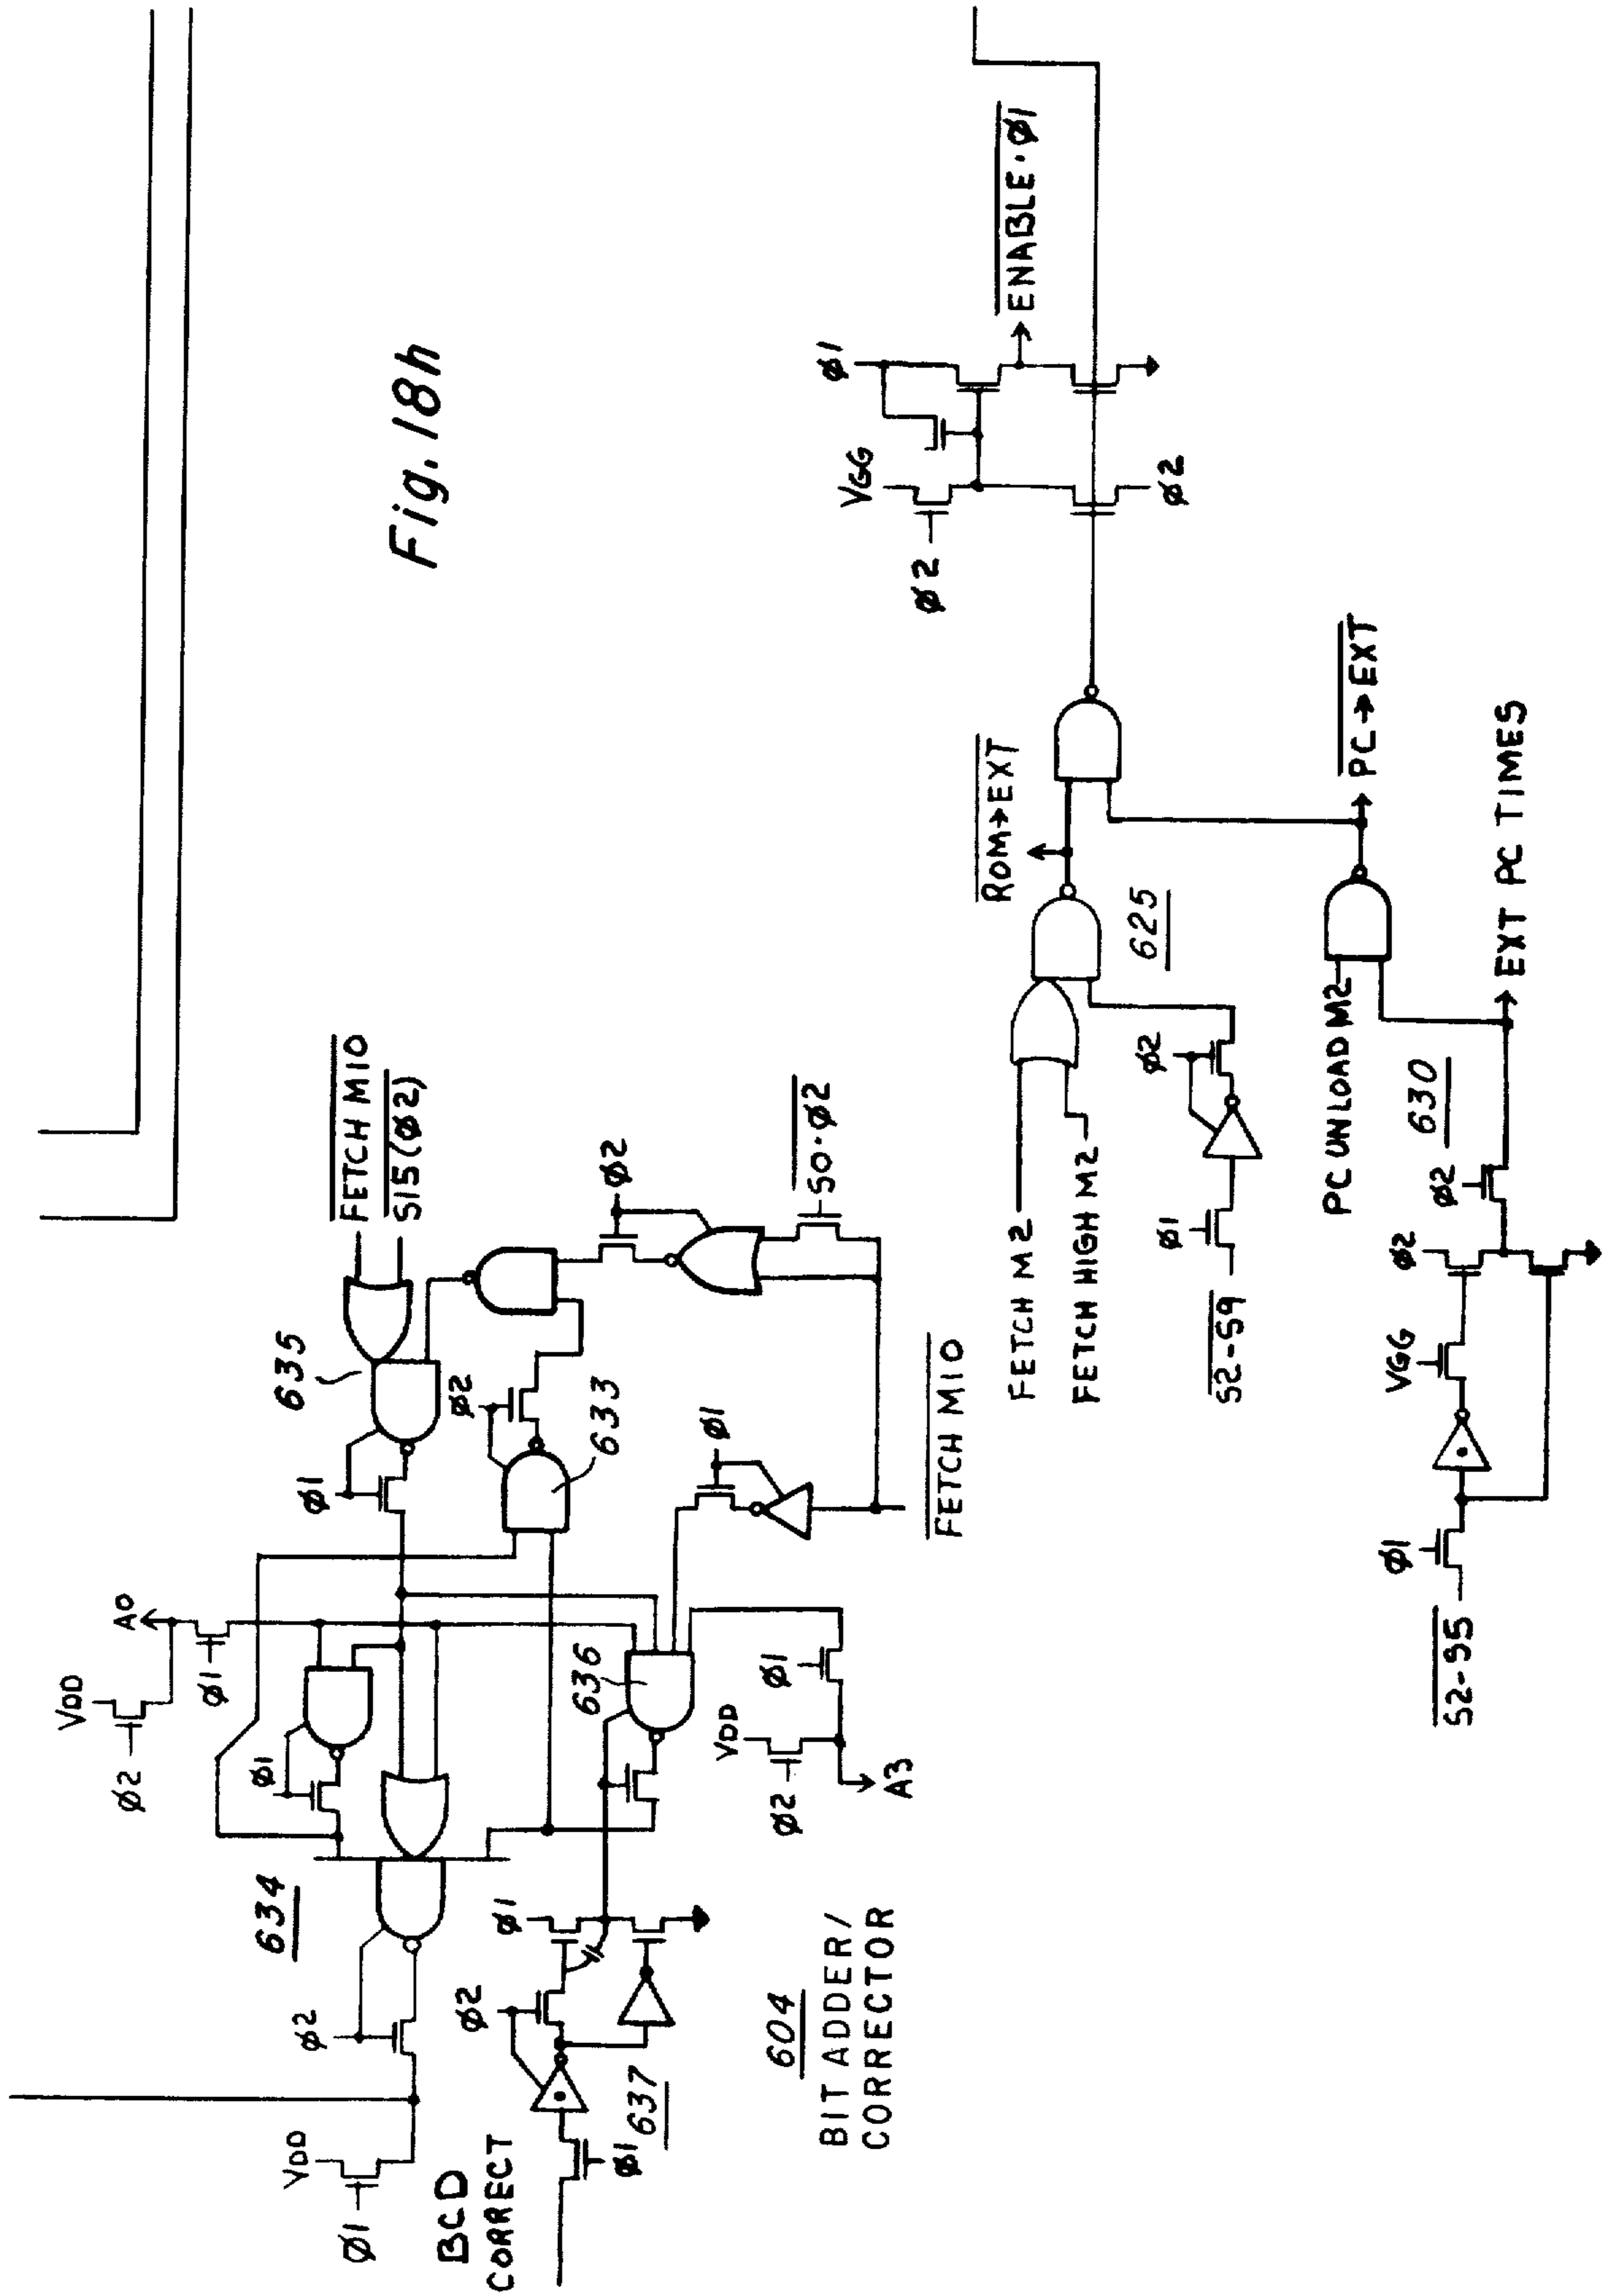 Fig. 18h
FETCH M10
S15(Ø2)
635
Ø2
633
Ø1
A0
VDD
Ø2
Ø1
Ø1
634
Ø2
VDD
Ø1
BCD
CORRECT
Ø1
637
Ø2
Ø1
604
BIT ADDER/
CORRECTOR
636
VDD
Ø2
Ø1
A3
Ø1
FETCH M10
Ø2
S0·Ø2
FETCH M2
FETCH HIGH M2
S2-S9
Ø1
Ø2
625
ROM→EXT
VGG
Ø2
Ø2
Ø1
ENABLE·Ø1
PC UNLOAD M2
PC→EXT
630
EXT PC TIMES
S2-S5
Ø1
VGG
Ø2
Ø2